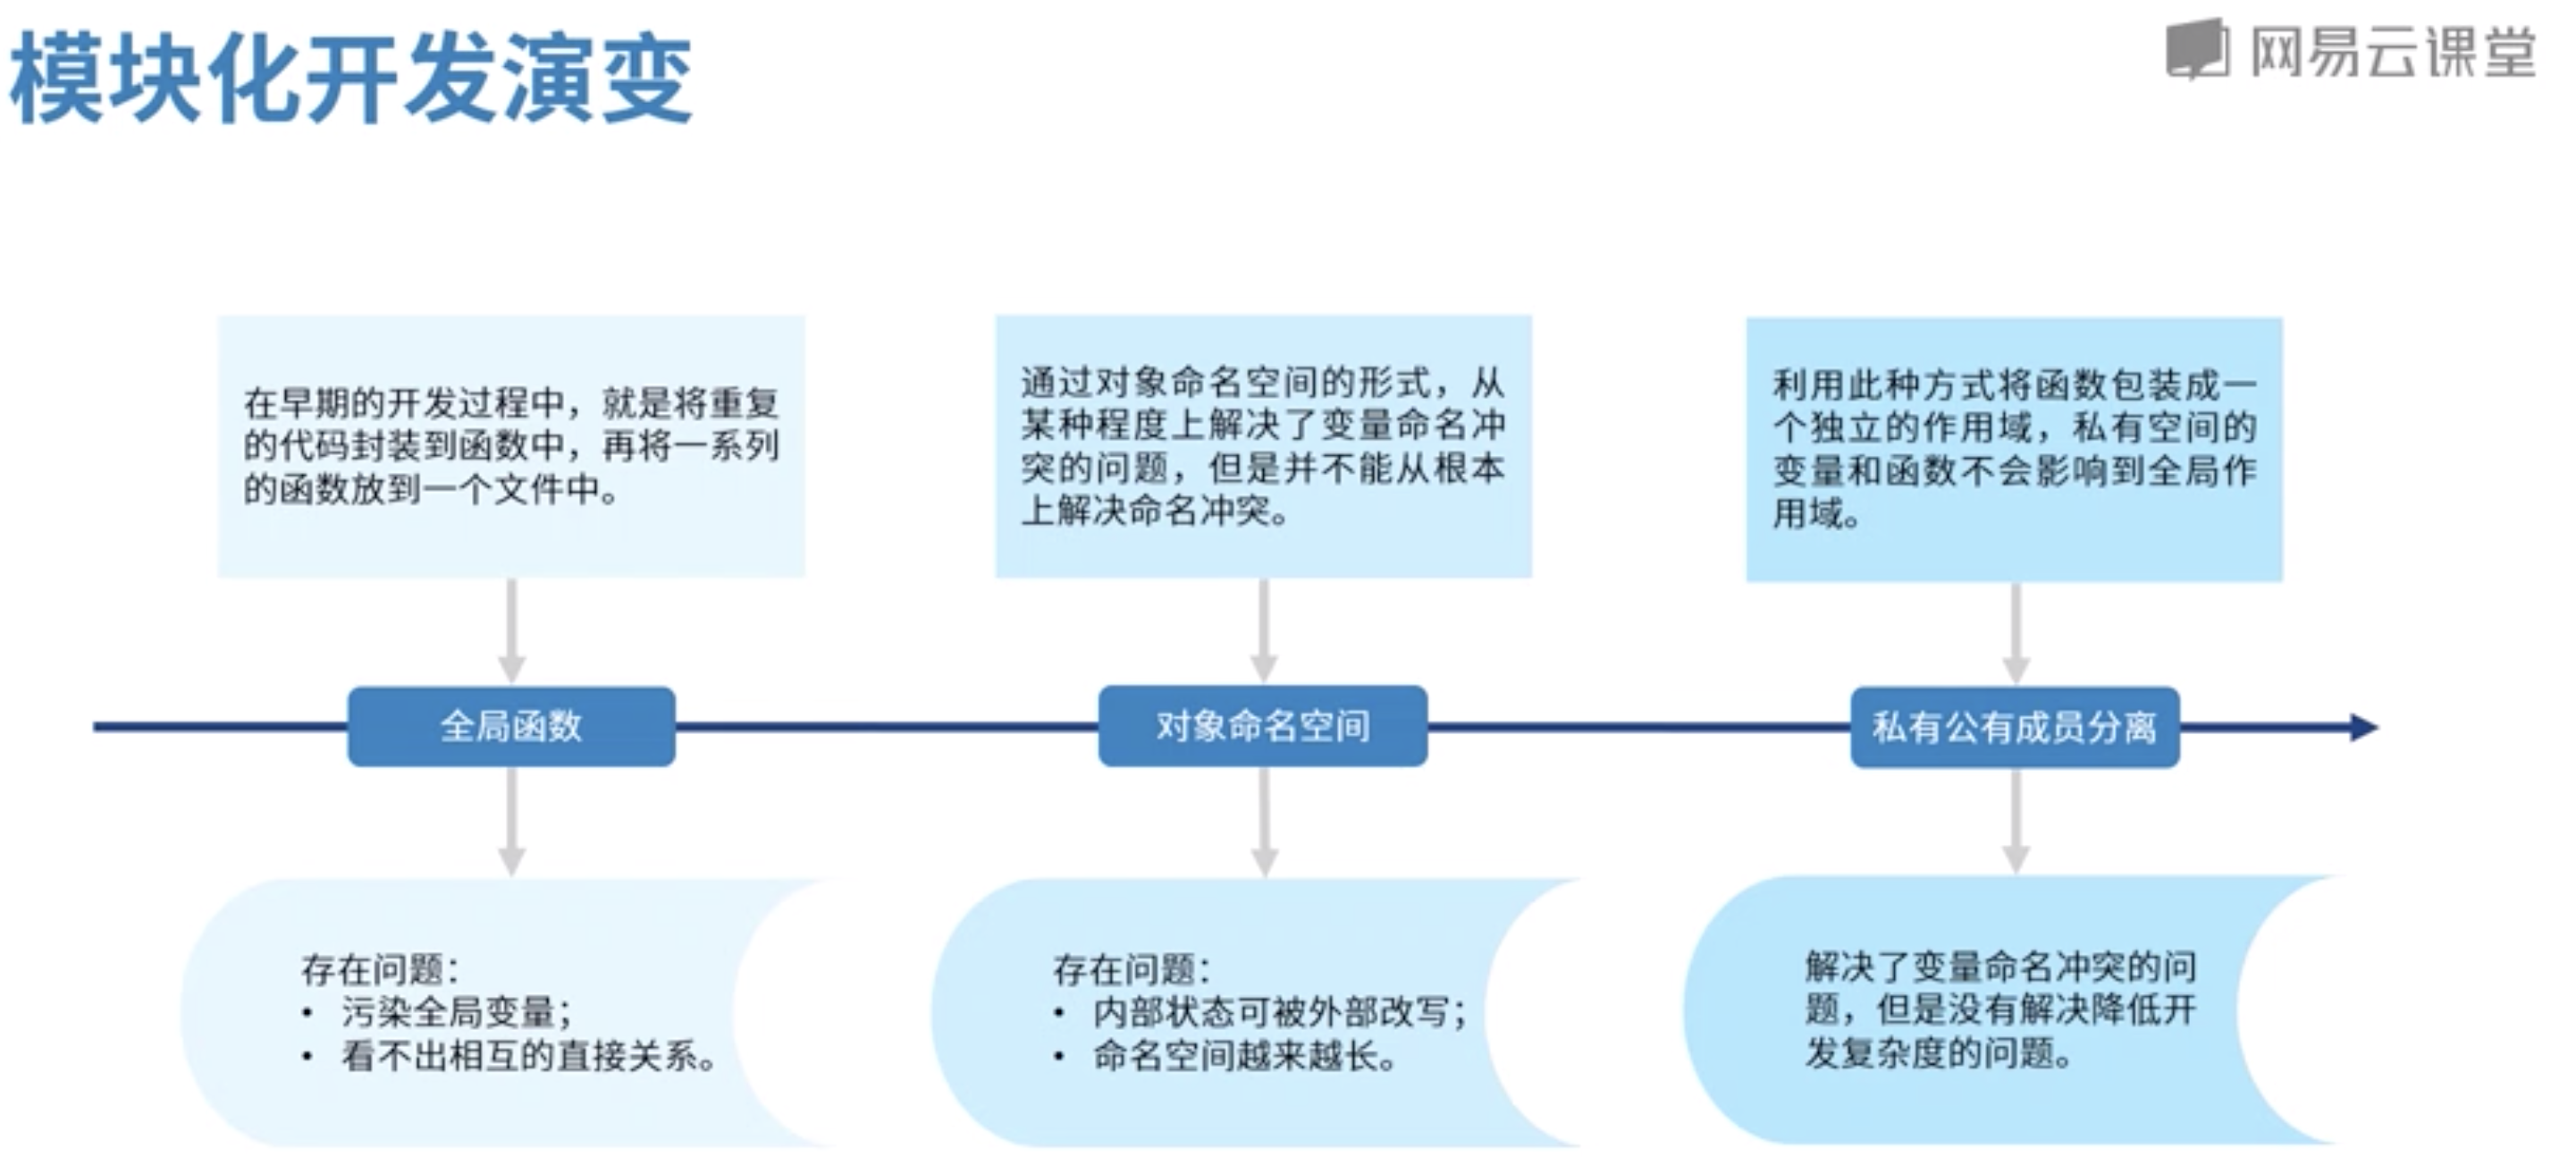 模块化开发演变
网易云课堂
在早期的开发过程中，就是将重复
的代码封装到函数中，再将一系列
的函数放到一个文件中。
通过对象命名空间的形式，从
某种程度上解决了变量命名冲
突的问题，但是并不能从根本
上解决命名冲突。
利用此种方式将函数包装成一
个独立的作用域，私有空间的
变量和函数不会影响到全局作
用域。
全局函数
对象命名空间
私有公有成员分离
存在问题：
• 污染全局变量；
• 看不出相互的直接关系。
存在问题：
• 内部状态可被外部改写；
• 命名空间越来越长。
解决了变量命名冲突的问
题，但是没有解决降低开
发复杂度的问题。